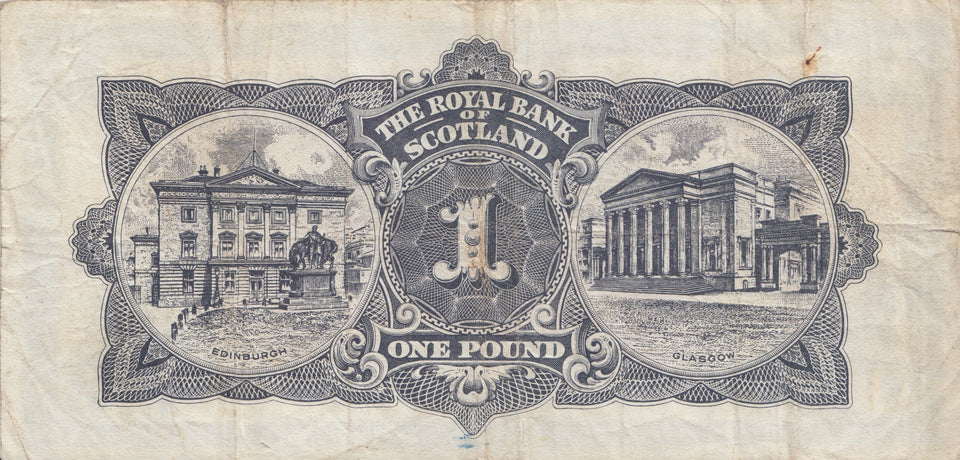 THE ROYAL BANK
OF
SCOTLAND
1
ONE POUND
EDINBURGH
GLASGOW